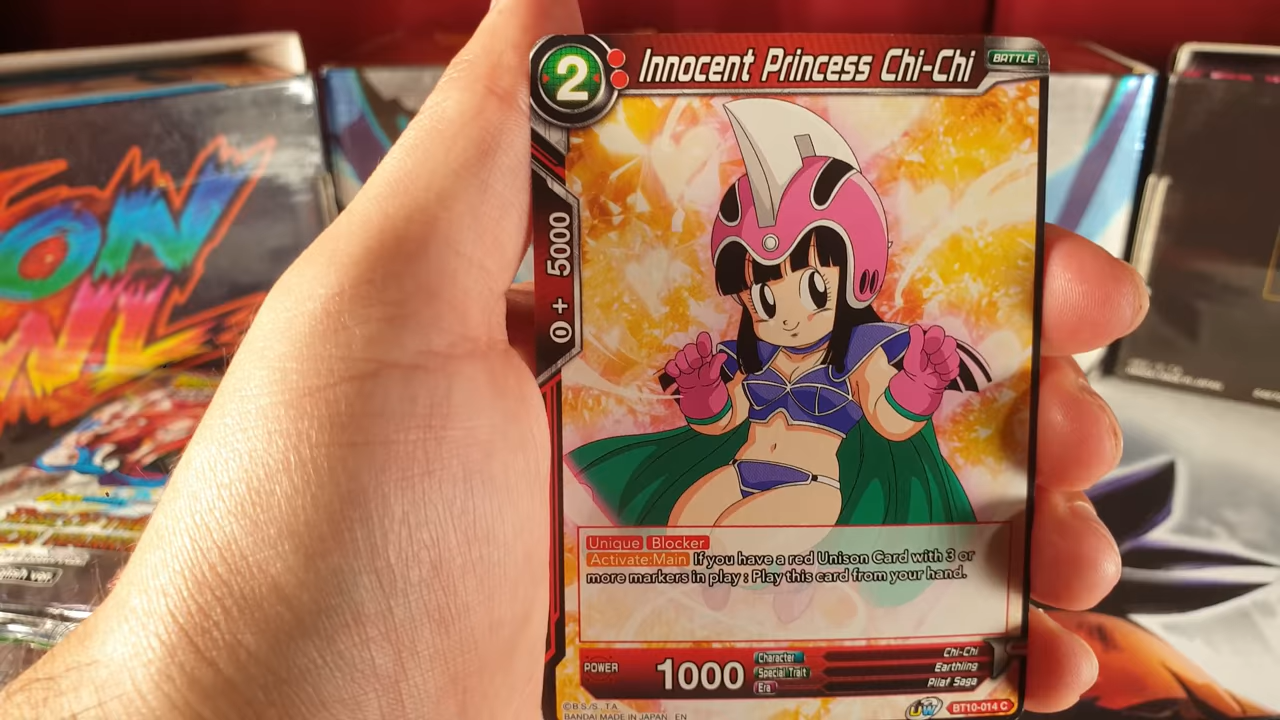 2
Innocent Princess Chi-Chi
BATTLE
0 + 5000
Unique Blocker
Activate:Main If you have a red Unison Card with 3 or
more markers in play : Play this card from your hand.
POWER
1000
Character Chi-Chi
Special Trait Earthling
Era Pilaf Saga
©B.S./S., T.A.
BANDAI MADE IN JAPAN EN
UW
BT10-014 C